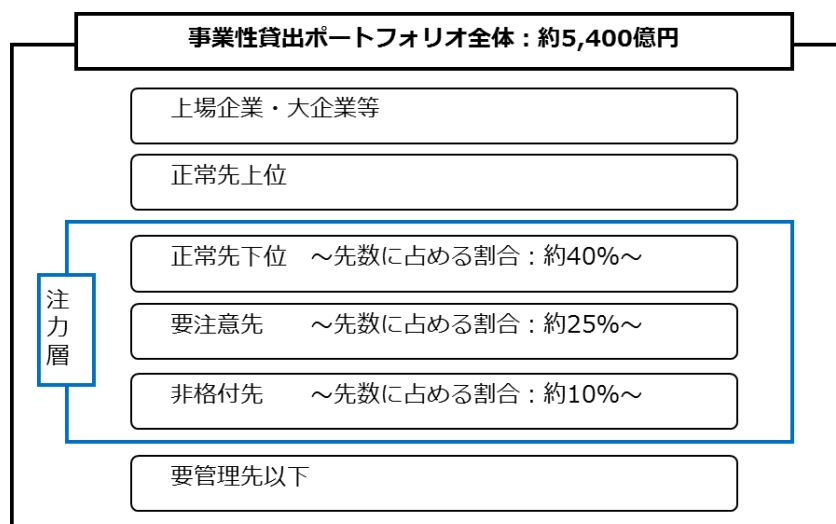 事業性貸出ポートフォリオ全体：約5,400億円
上場企業・大企業等
正常先上位
正常先下位　～先数に占める割合：約40%～
注力層
要注意先　　～先数に占める割合：約25%～
非格付先　　～先数に占める割合：約10%～
要管理先以下